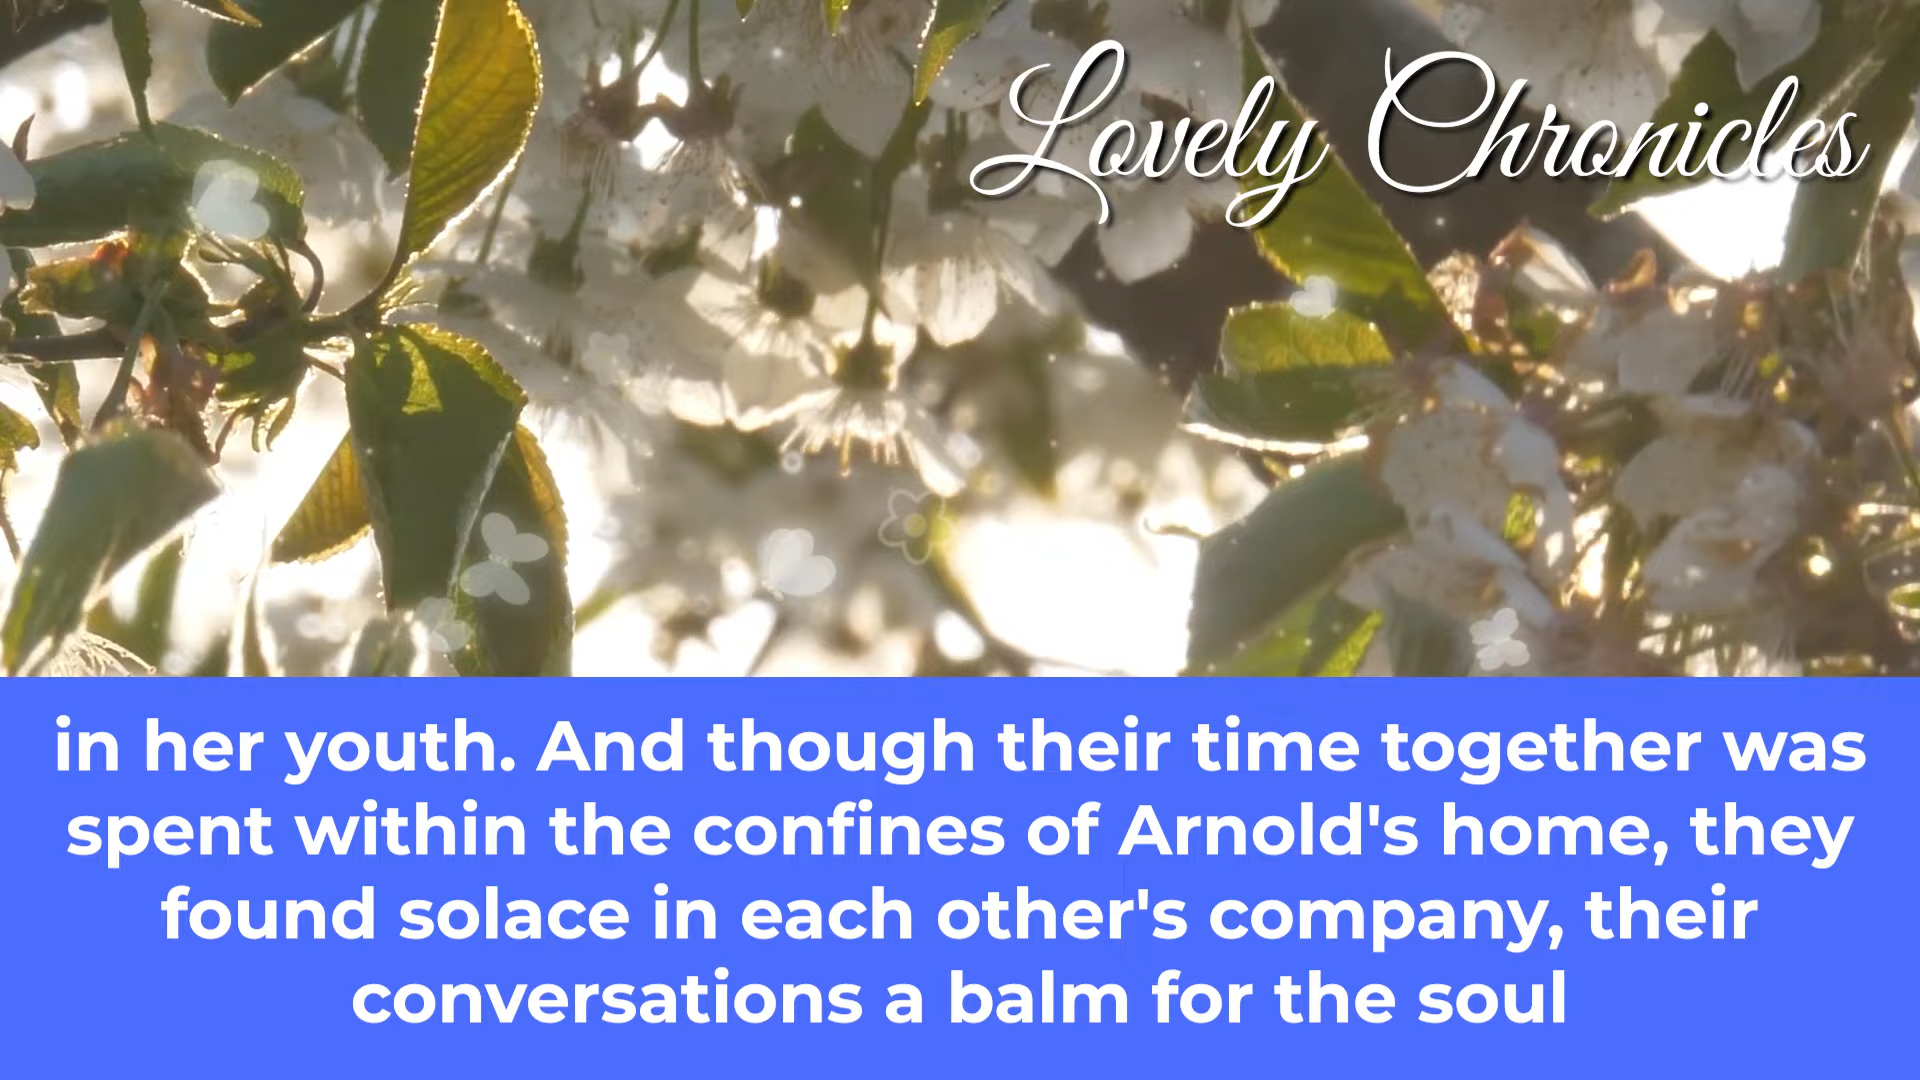 Lovely Chronicles
in her youth. And though their time together was
spent within the confines of Arnold's home, they
found solace in each other's company, their
conversations a balm for the soul